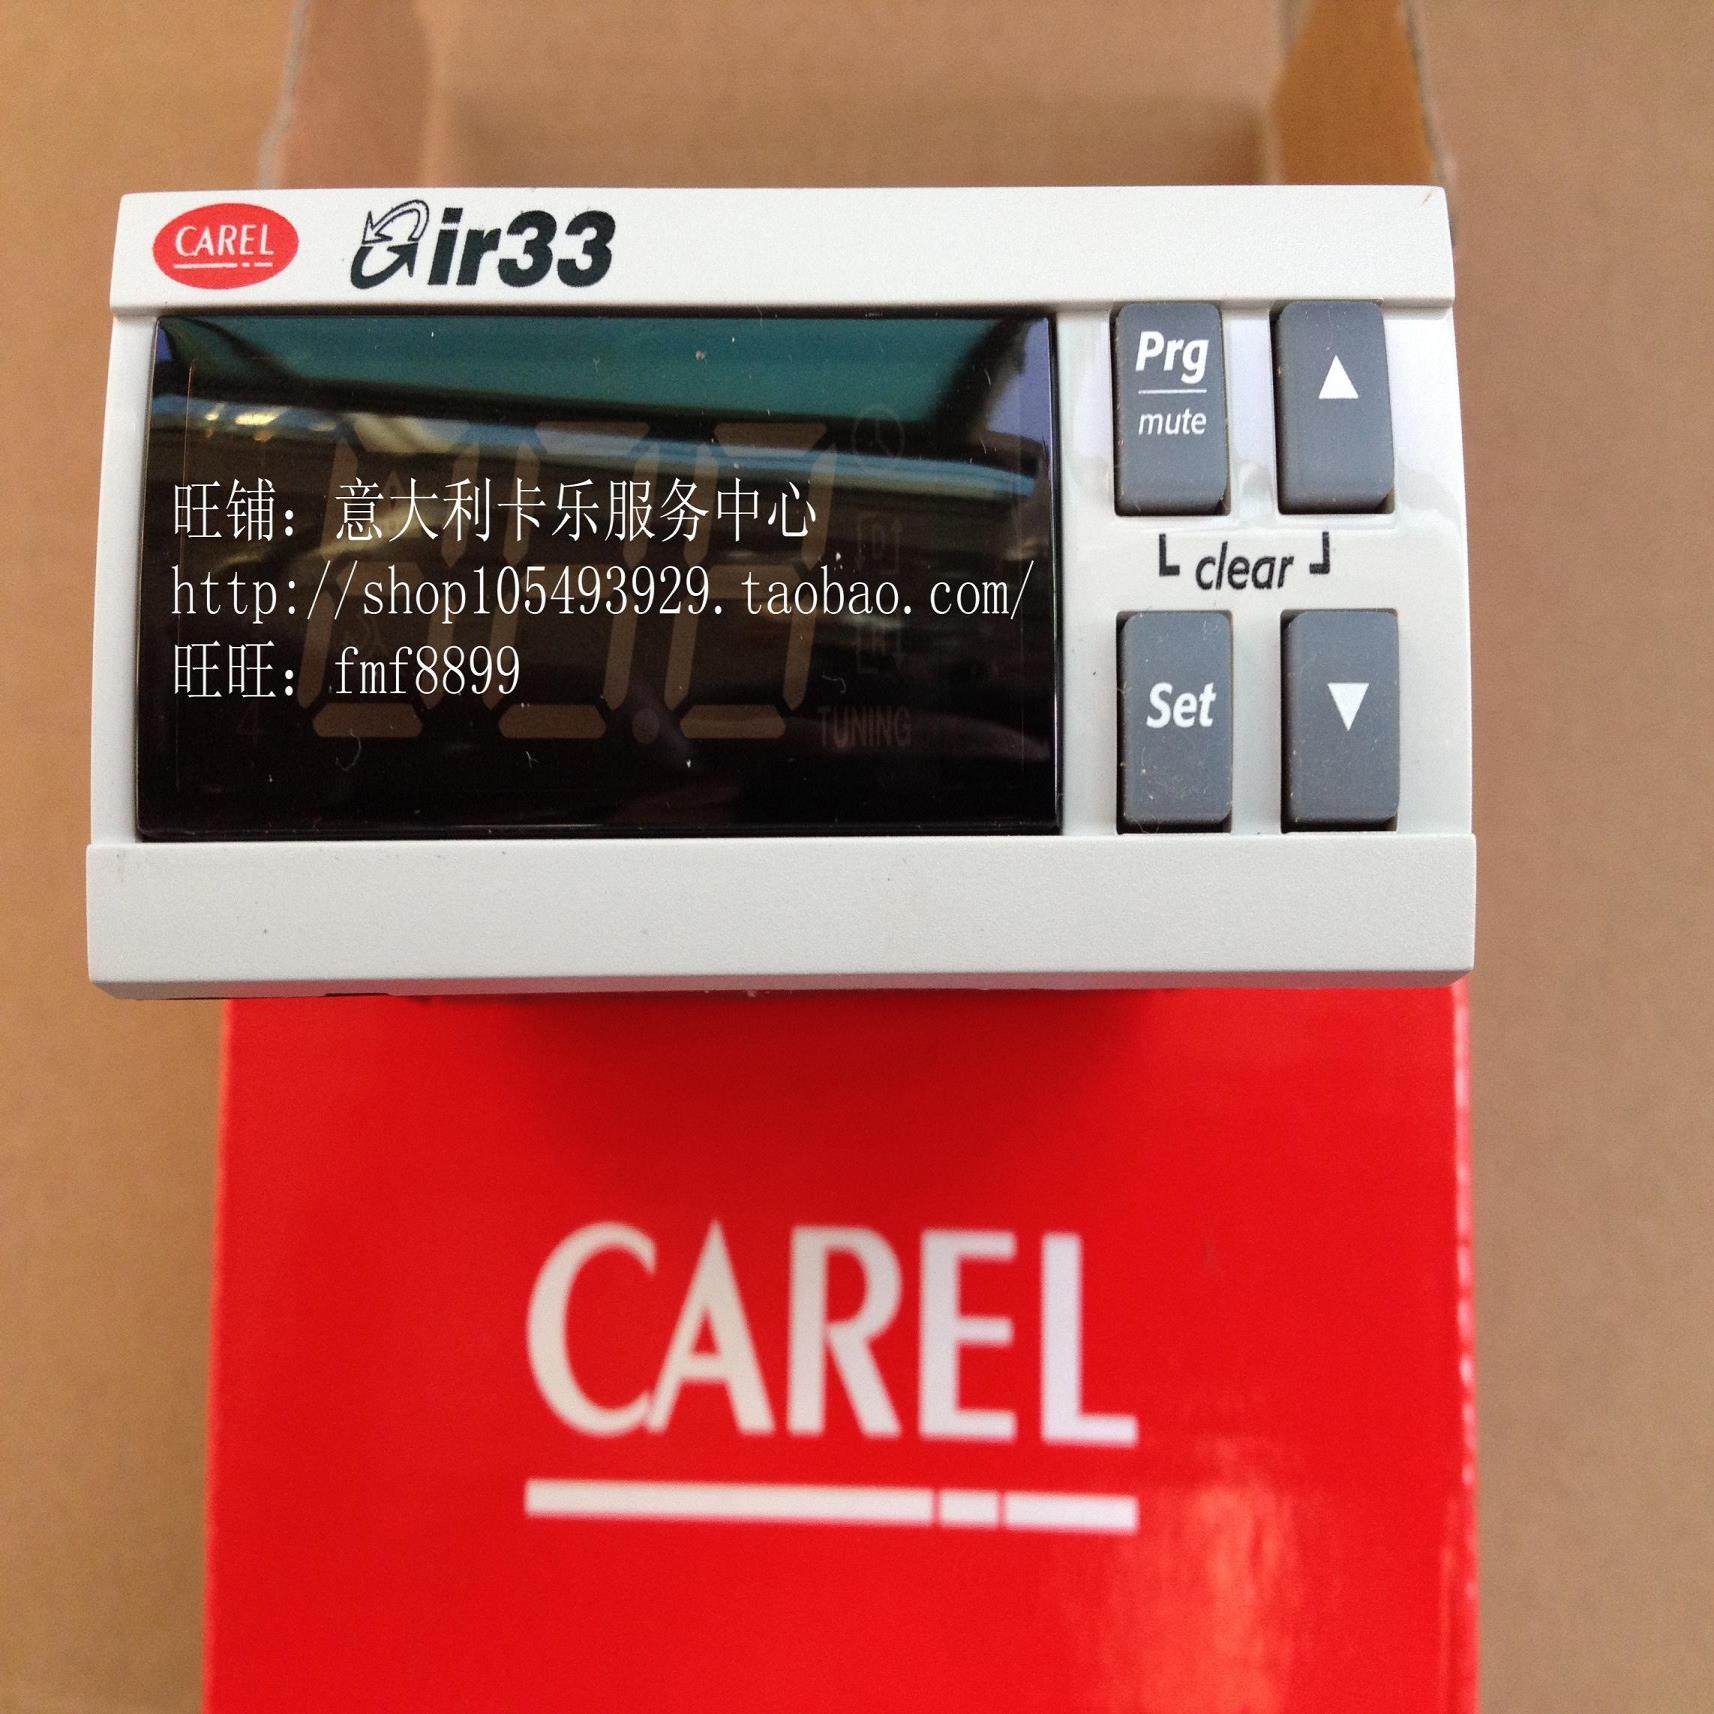 CAREL ir33
Prg
mute
▲
旺铺：意大利卡乐服务中心
http://shop105493929.taobao.com/
旺旺：fmf8899
clear
Set
▼
TUNING
CAREL